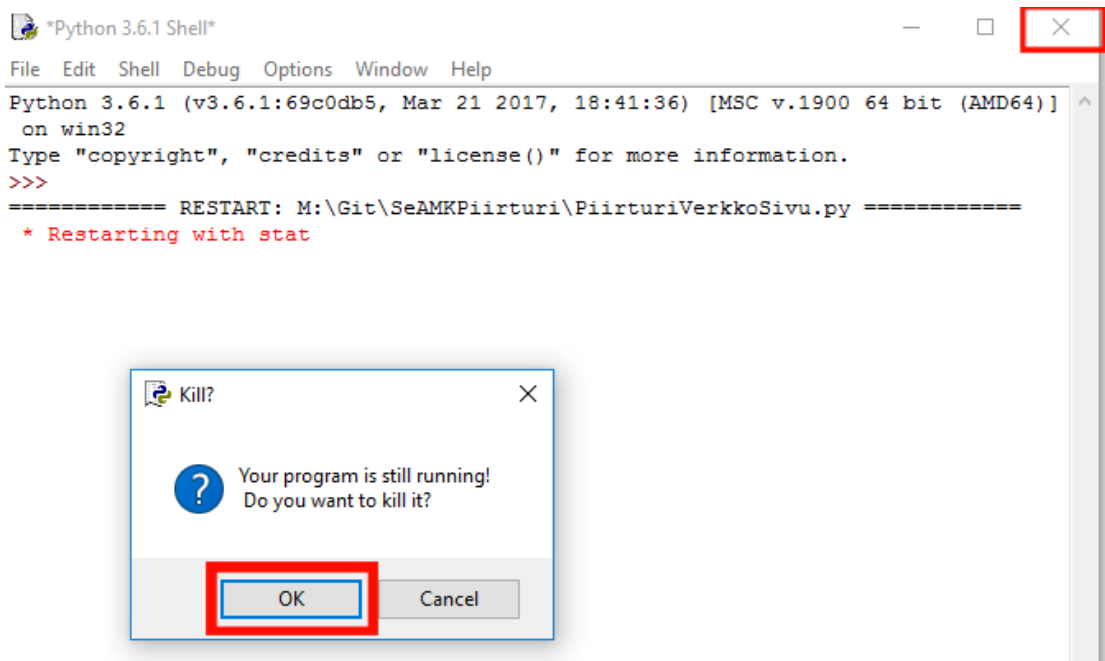 *Python 3.6.1 Shell*
File Edit Shell Debug Options Window Help
Python 3.6.1 (v3.6.1:69c0db5, Mar 21 2017, 18:41:36) [MSC v.1900 64 bit (AMD64)]
on win32
Type "copyright", "credits" or "license()" for more information.
>>>
============ RESTART: M:\Git\SeAMKPiirturi\PiirturiVerkkoSivu.py ============
* Restarting with stat
Kill?
Your program is still running!
Do you want to kill it?
OK Cancel